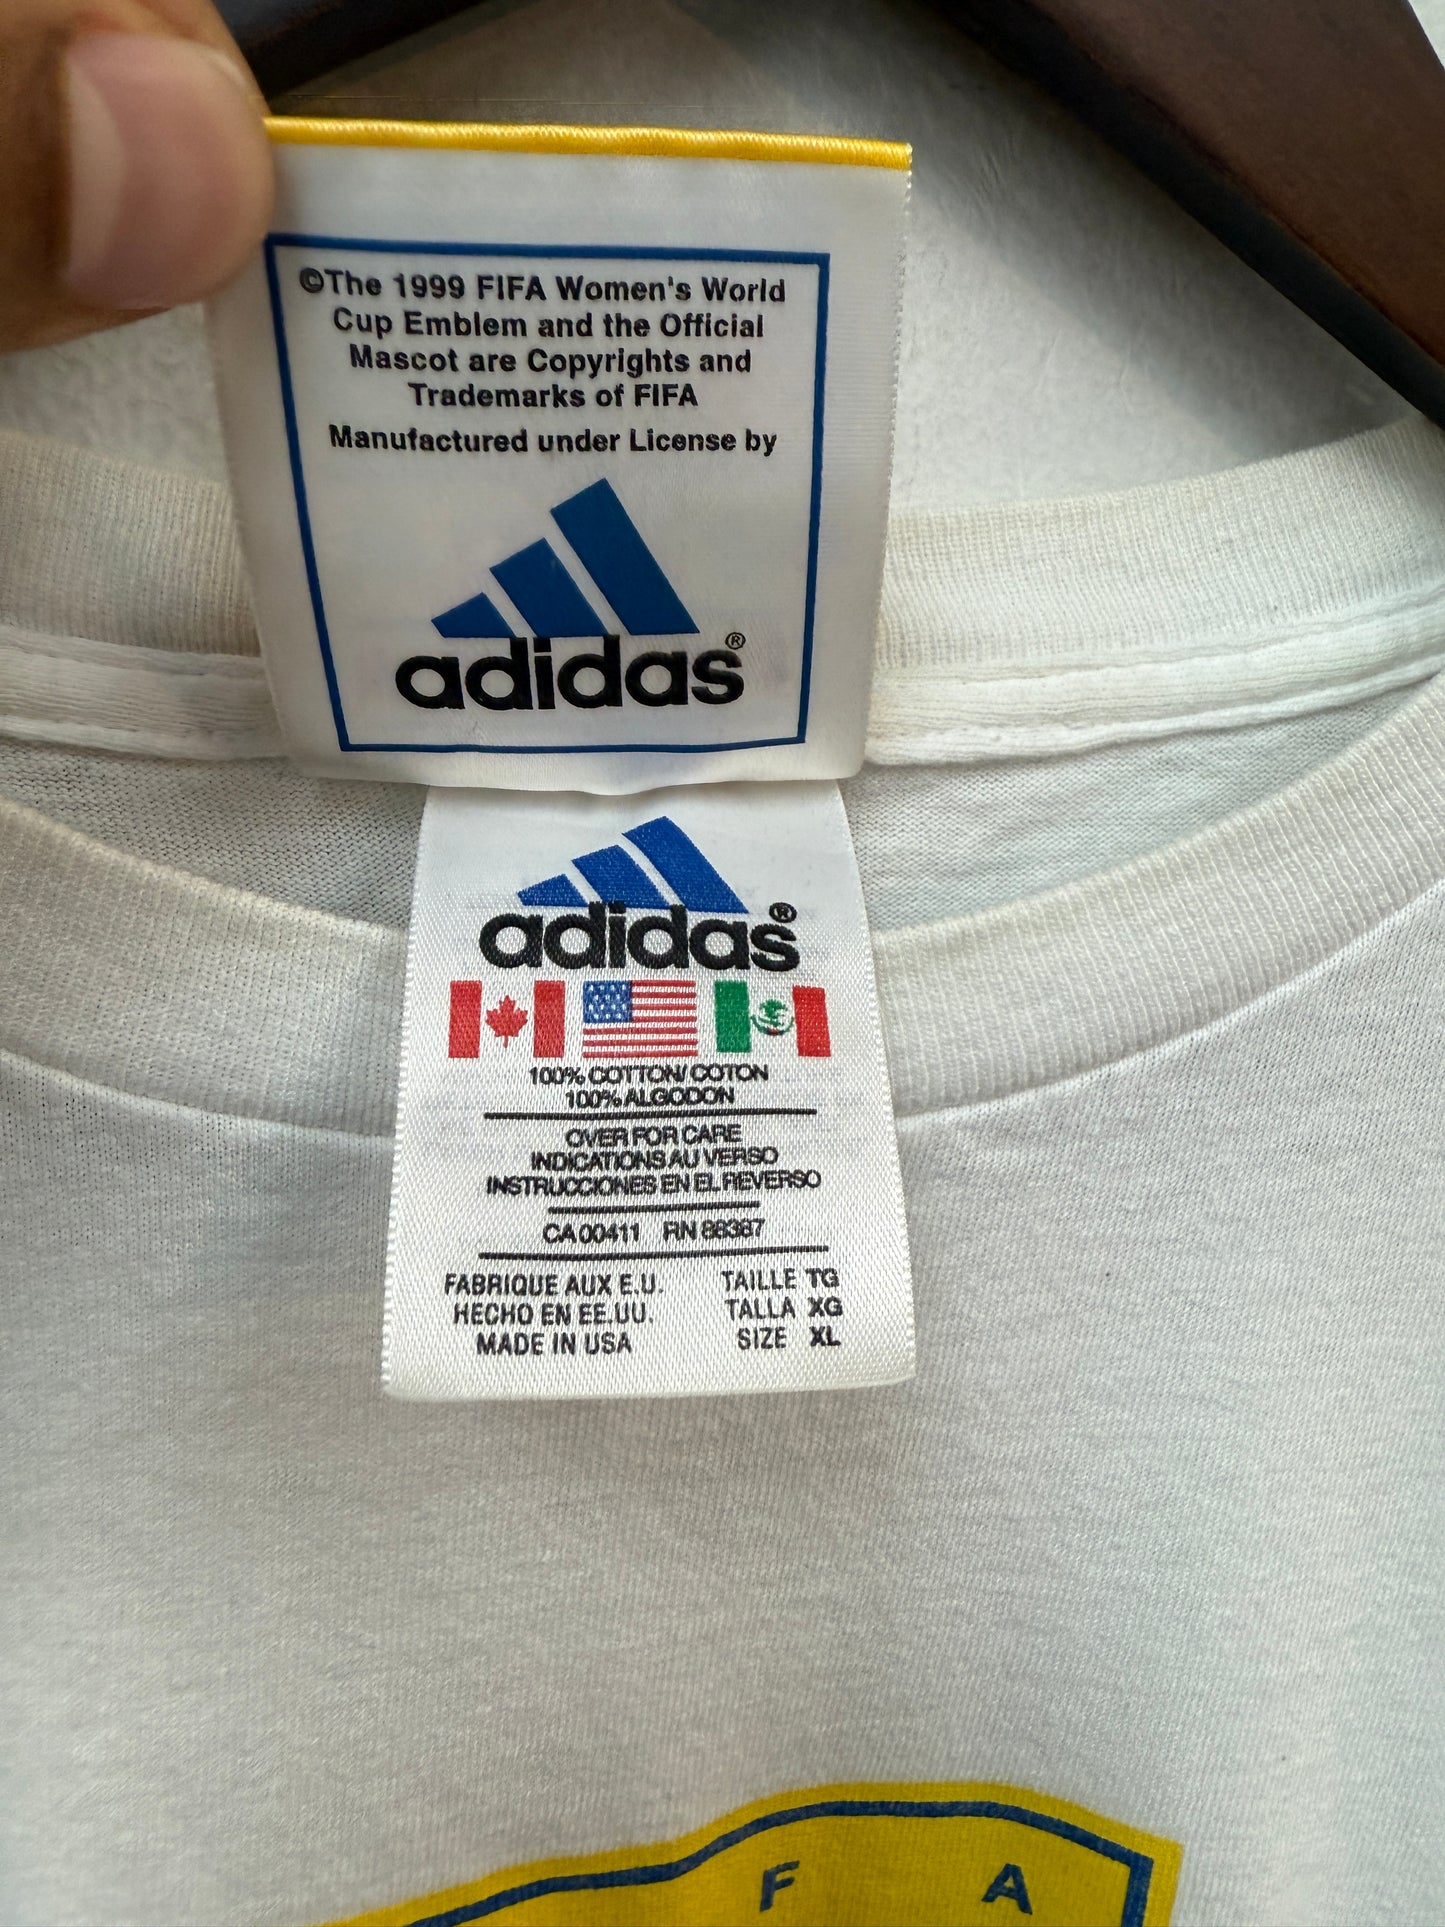 ©The 1999 FIFA Women's World
Cup Emblem and the Official
Mascot are Copyrights and
Trademarks of FIFA
Manufactured under License by
adidas®
adidas®
100% COTTON/ COTON
100% ALGODON
OVER FOR CARE
INDICATIONS AU VERSO
INSTRUCCIONES EN EL REVERSO
CA 00411 RN 88387
FABRIQUE AUX E.U. TAILLE TG
HECHO EN EE.UU. TALLA XG
MADE IN USA SIZE XL
F A